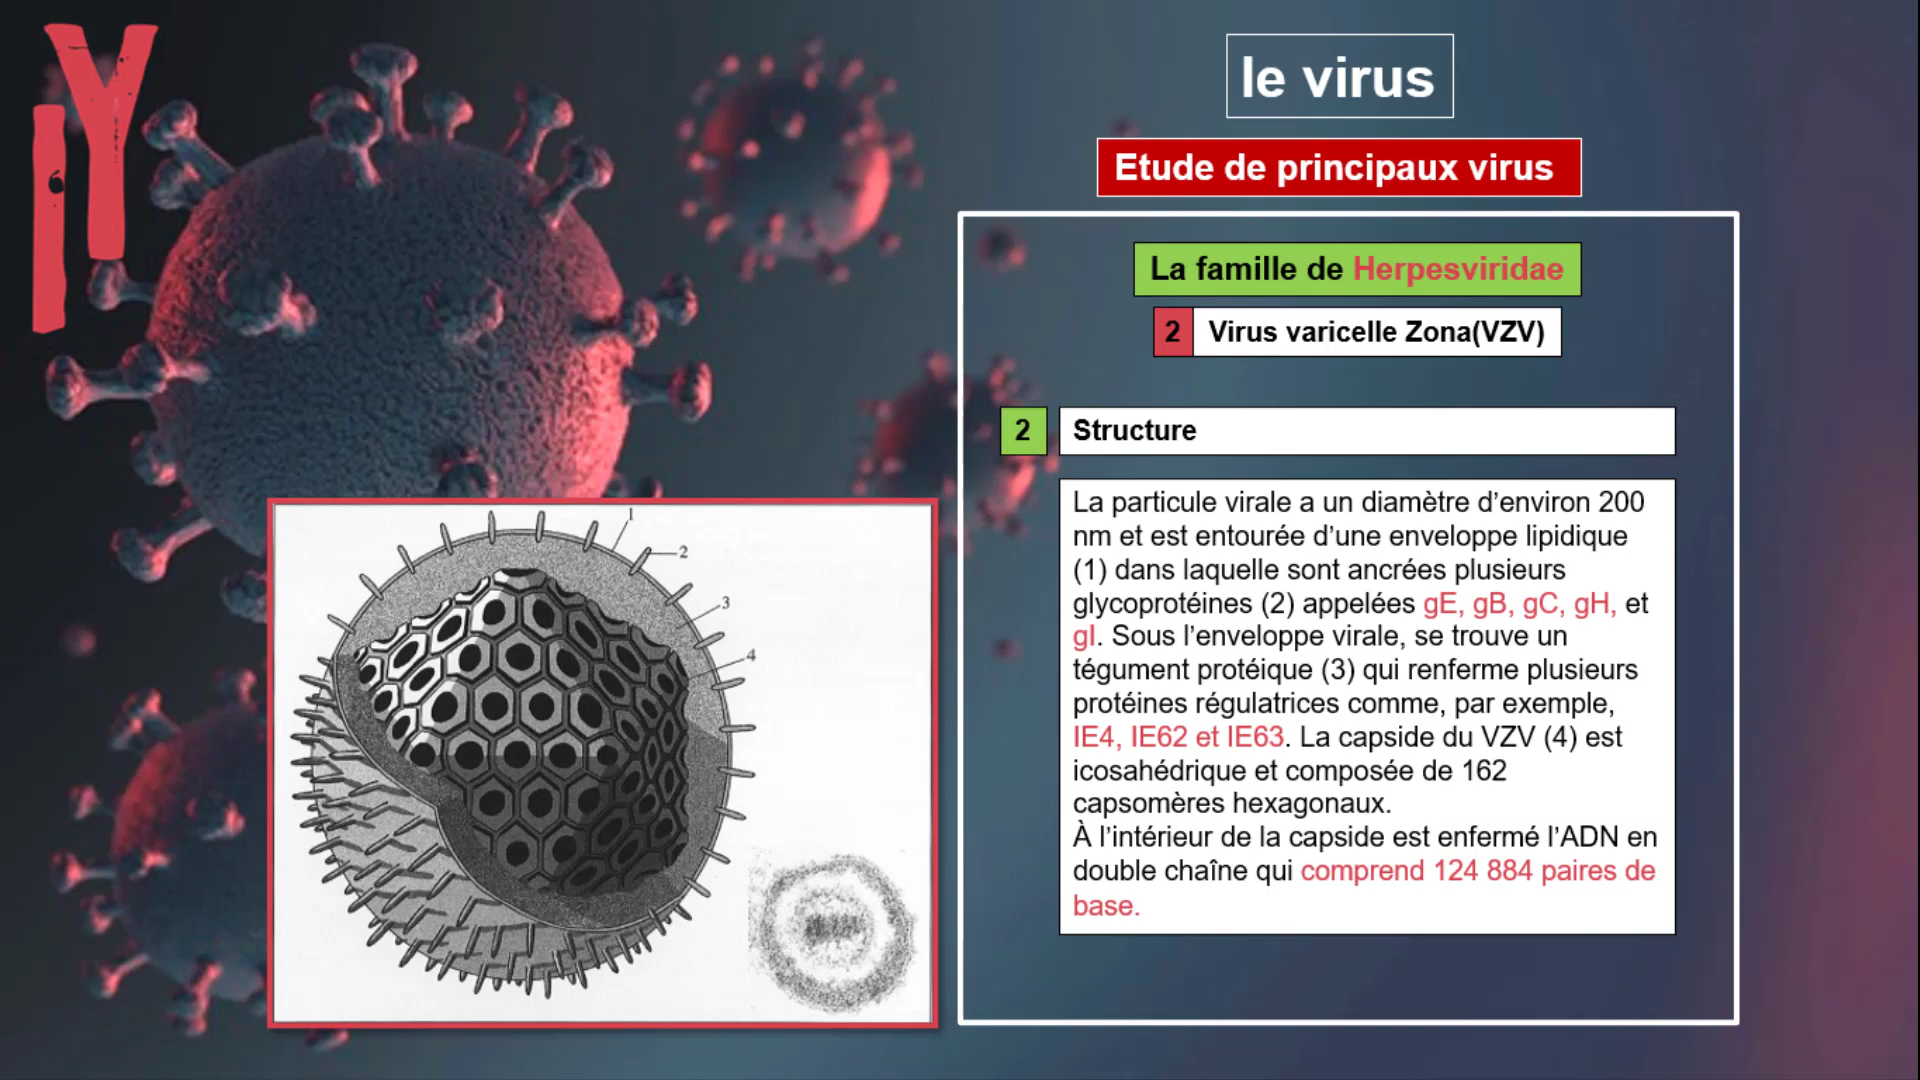 le virus
Etude de principaux virus
La famille de Herpesviridae
2 Virus varicelle Zona(VZV)
2 Structure
La particule virale a un diamètre d’environ 200
nm et est entourée d’une enveloppe lipidique
(1) dans laquelle sont ancrées plusieurs
glycoprotéines (2) appelées gE, gB, gC, gH, et
gI. Sous l’enveloppe virale, se trouve un
tégument protéique (3) qui renferme plusieurs
protéines régulatrices comme, par exemple,
IE4, IE62 et IE63. La capside du VZV (4) est
icosahédrique et composée de 162
capsomères hexagonaux.
À l’intérieur de la capside est enfermé l’ADN en
double chaîne qui comprend 124 884 paires de
base.
1
2
3
4